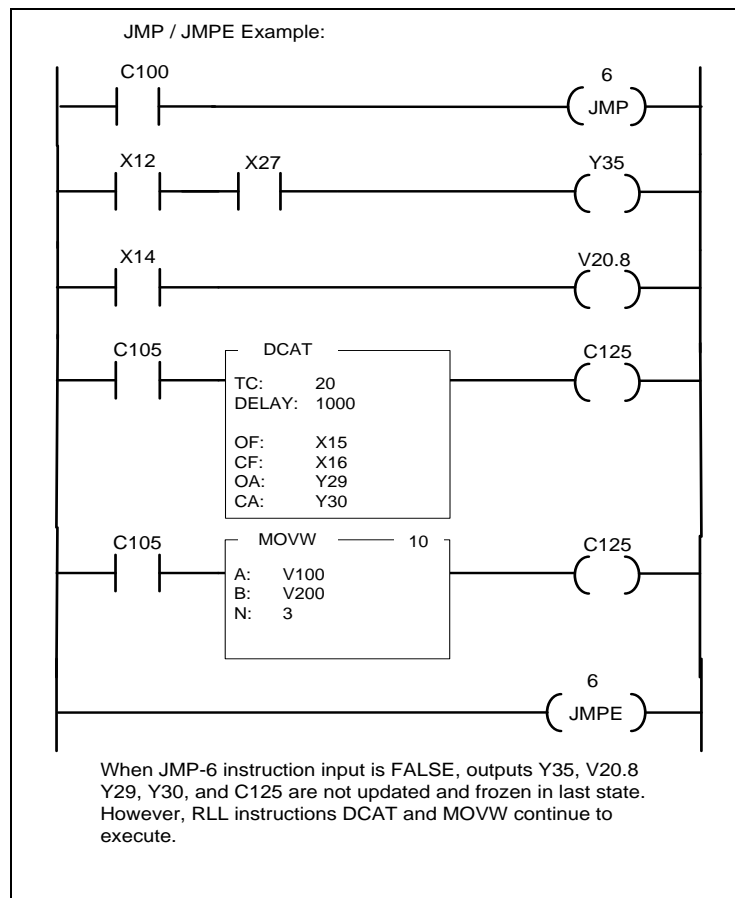 JMP / JMPE Example:
C100
6
JMP
X12
X27
Y35
X14
V20.8
C105
DCAT
C125
TC: 20
DELAY: 1000
OF: X15
CF: X16
OA: Y29
CA: Y30
C105
MOVW 10
C125
A: V100
B: V200
N: 3
6
JMPE
When JMP-6 instruction input is FALSE, outputs Y35, V20.8
Y29, Y30, and C125 are not updated and frozen in last state.
However, RLL instructions DCAT and MOVW continue to
execute.